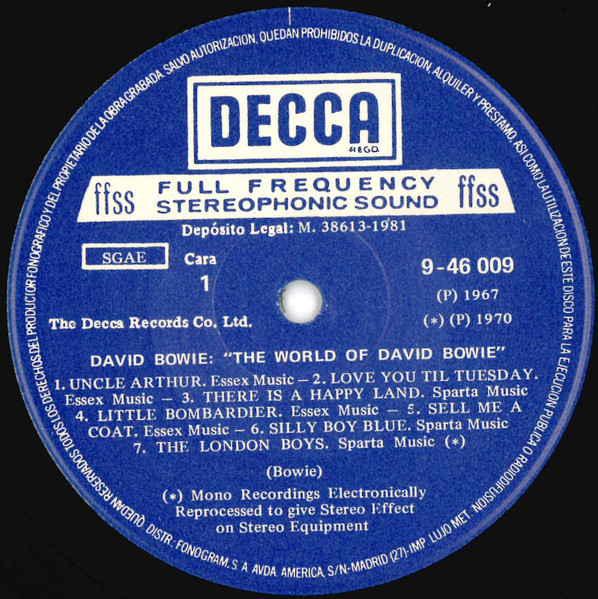 RESERVADOS TODOS LOS DERECHOS DEL PRODUCTOR FONOGRAFICO Y DEL PROPIETARIO DE LA OBRA GRABADA. SALVO AUTORIZACION, QUEDAN PROHIBIDOS LA DUPLICACION, ALQUILER Y PRESTAMO, ASI COMO LA UTILIZACION DE ESTE DISCO PARA LA EJECUCION PUBLICA O RADIODIFUSION
DECCA
REGD.
ffss FULL FREQUENCY ffss
STEREOPHONIC SOUND
Depósito Legal: M. 38613-1981
SGAE Cara 9-46 009
1 (P) 1967
The Decca Records Co. Ltd. (*) (P) 1970
DAVID BOWIE: "THE WORLD OF DAVID BOWIE"
1. UNCLE ARTHUR. Essex Music – 2. LOVE YOU TIL TUESDAY.
Essex Music – 3. THERE IS A HAPPY LAND. Sparta Music
4. LITTLE BOMBARDIER. Essex Music – 5. SELL ME A
COAT. Essex Music – 6. SILLY BOY BLUE. Sparta Music
7. THE LONDON BOYS. Sparta Music (*)
(Bowie)
(*) Mono Recordings Electronically
Reprocessed to give Stereo Effect
on Stereo Equipment
QUEDAN DISTR.: FONOGRAM. S. A. AVDA. AMERICA, S/N-MADRID (27)-IMP. LUJO MET.